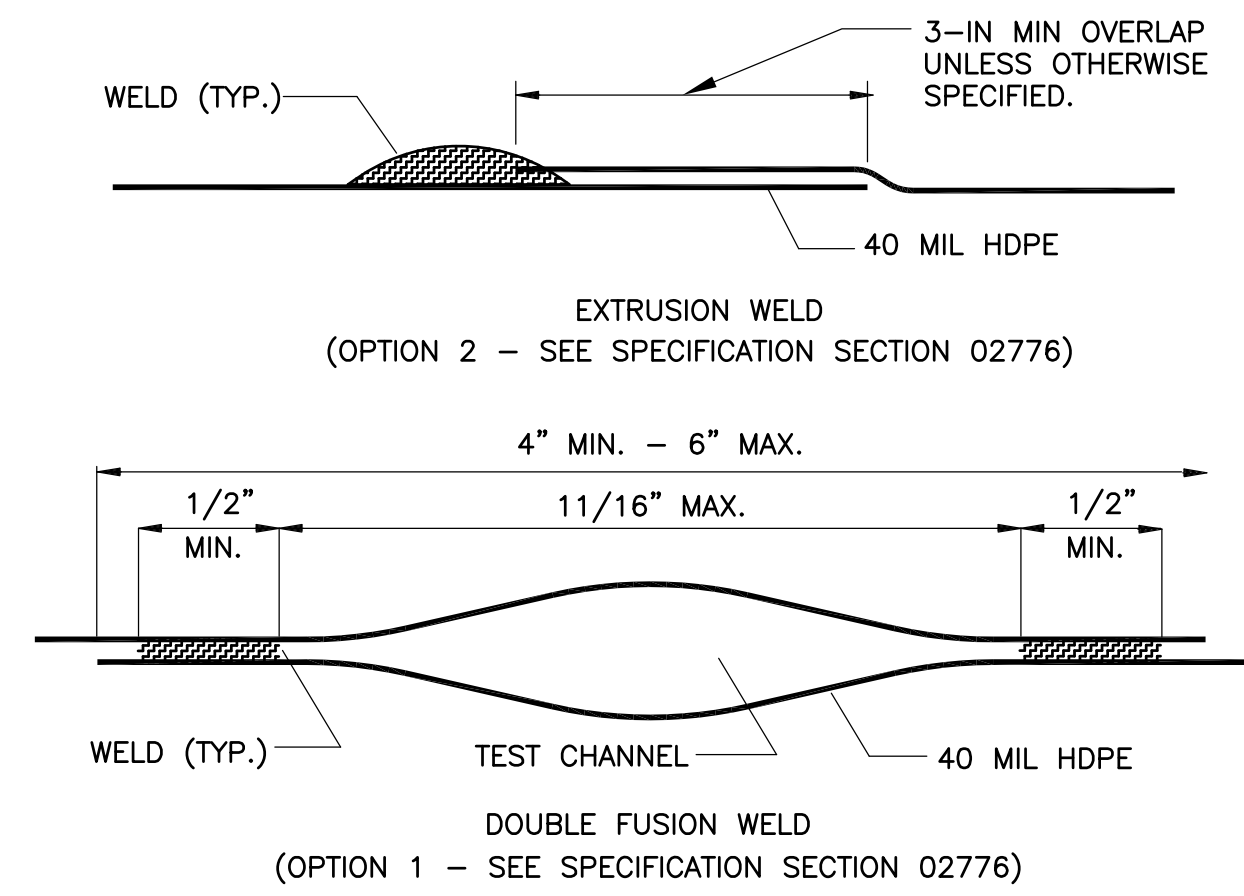 3-IN MIN OVERLAP
UNLESS OTHERWISE
SPECIFIED.
WELD (TYP.)
40 MIL HDPE
EXTRUSION WELD
(OPTION 2 - SEE SPECIFICATION SECTION 02776)
4" MIN. - 6" MAX.
1/2"
MIN.
11/16" MAX.
1/2"
MIN.
WELD (TYP.)
TEST CHANNEL
40 MIL HDPE
DOUBLE FUSION WELD
(OPTION 1 - SEE SPECIFICATION SECTION 02776)